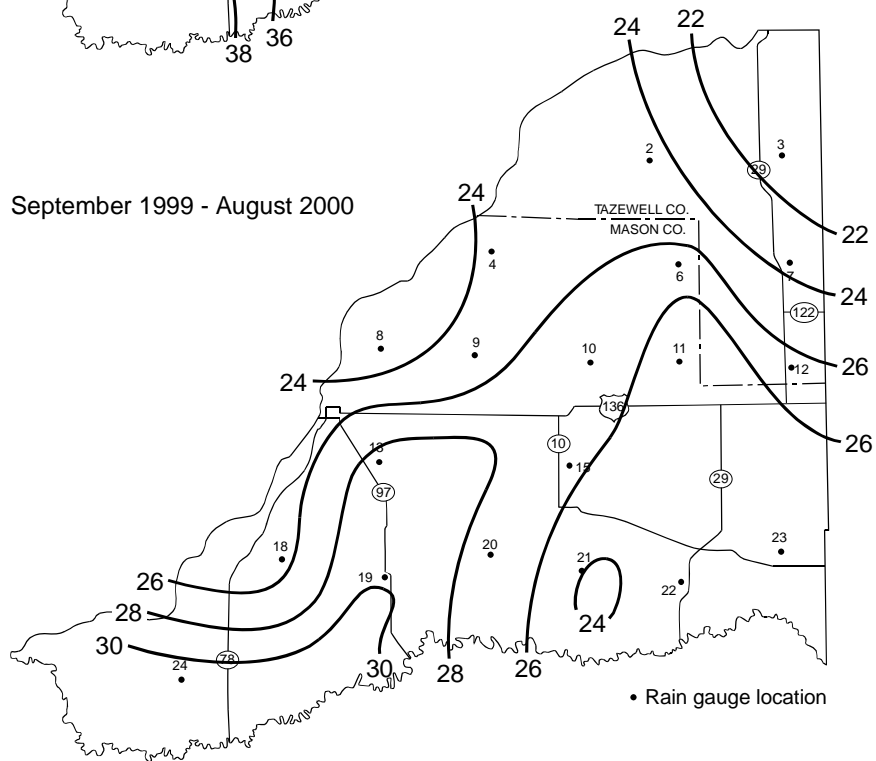 38 36
24 22
2 3
29
September 1999 - August 2000
24
TAZEWELL CO.
MASON CO.
22
4 6 7
24
122
8 9 10 11
26
12
24
136
26
13 10 15
97 29
18 20 21 23
19 22
26
28
24
30
24 78 30 28 26
• Rain gauge location